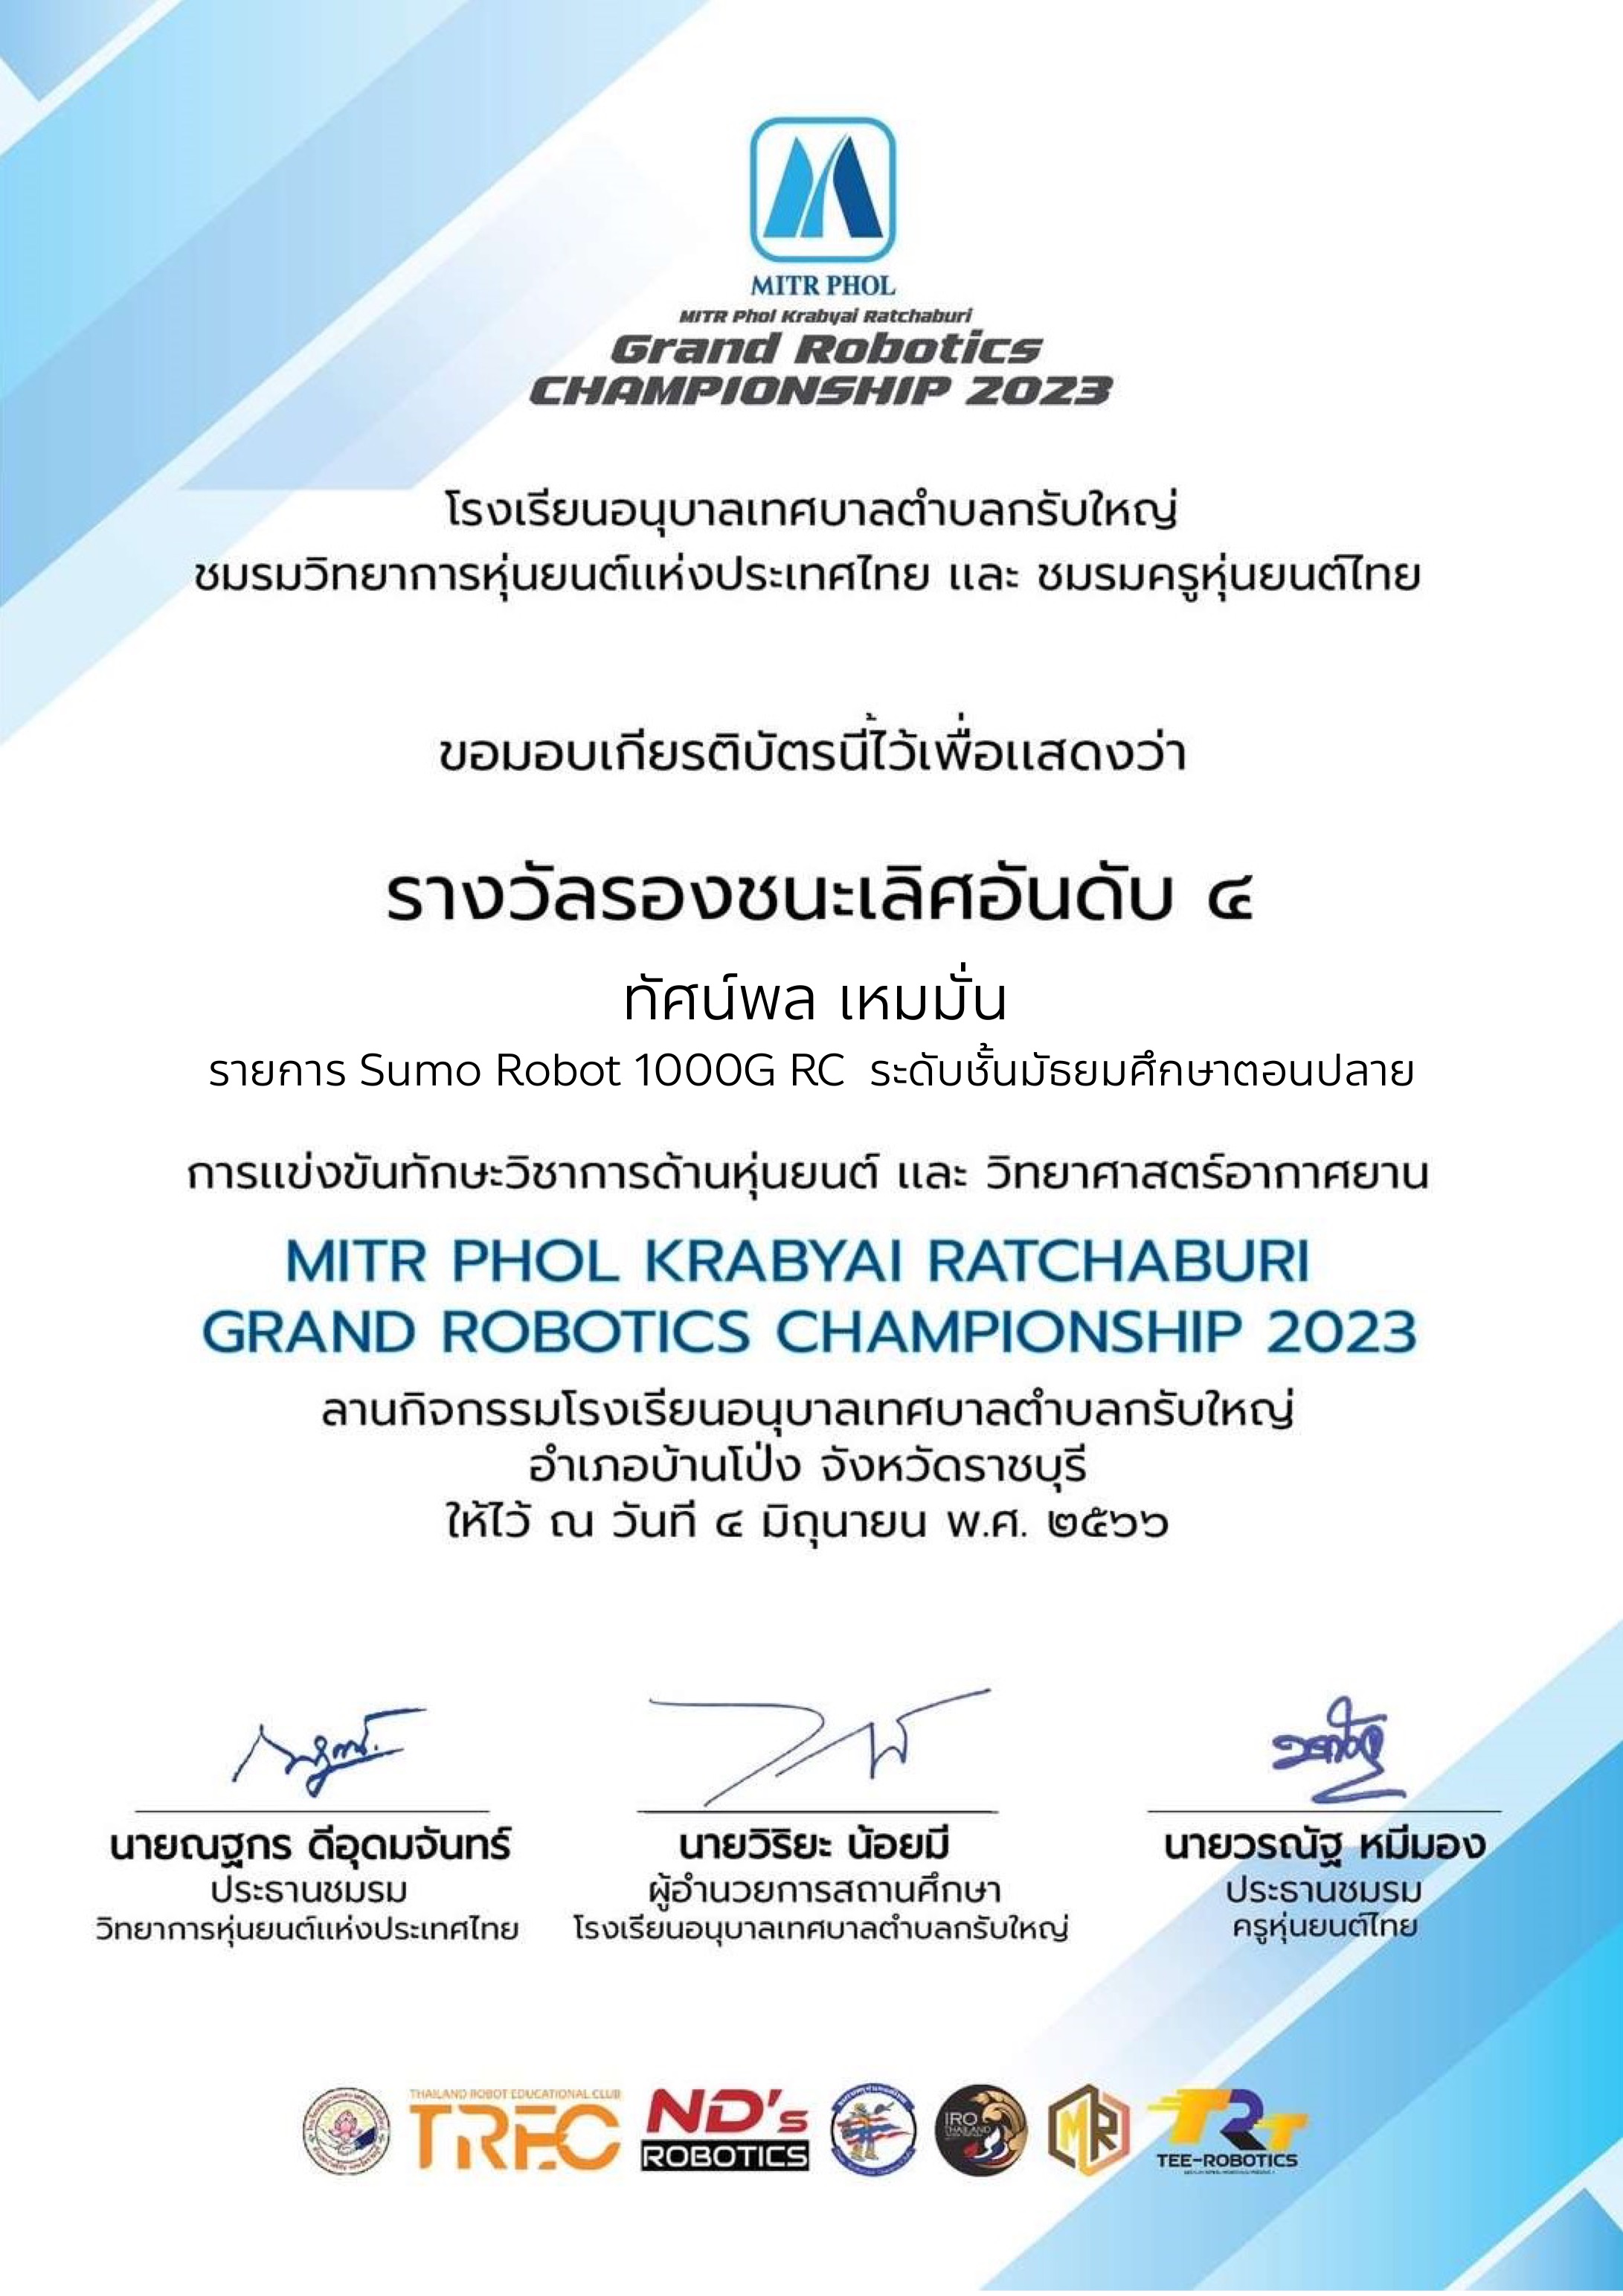 MITR PHOL
MITR Phol Krabyai Ratchaburi
Grand Robotics
CHAMPIONSHIP 2023
โรงเรียนอนุบาลเทศบาลตำบลกรับใหญ่
ชมรมวิทยาการหุ่นยนต์แห่งประเทศไทย และ ชมรมครูหุ่นยนต์ไทย
ขอมอบเกียรติบัตรนี้ไว้เพื่อแสดงว่า
รางวัลรองชนะเลิศอันดับ ๔
ทัศน์พล เหมมั่น
รายการ Sumo Robot 1000G RC ระดับชั้นมัธยมศึกษาตอนปลาย
การแข่งขันทักษะวิชาการด้านหุ่นยนต์ และ วิทยาศาสตร์อากาศยาน
MITR PHOL KRABYAI RATCHABURI
GRAND ROBOTICS CHAMPIONSHIP 2023
ลานกิจกรรมโรงเรียนอนุบาลเทศบาลตำบลกรับใหญ่
อำเภอบ้านโป่ง จังหวัดราชบุรี
ให้ไว้ ณ วันที่ ๔ มิถุนายน พ.ศ. ๒๕๖๖
นายณฐกร ดีอุดมจันทร์ นายวิริยะ น้อยมี นายวรณัฐ หมีมอง
ประธานชมรม ผู้อำนวยการสถานศึกษา ประธานชมรม
วิทยาการหุ่นยนต์แห่งประเทศไทย โรงเรียนอนุบาลเทศบาลตำบลกรับใหญ่ ครูหุ่นยนต์ไทย
THAILAND ROBOT EDUCATIONAL CLUB
TREC ND's ROBOTICS
IRO THAILAND
MR
TRT
TEE-ROBOTICS